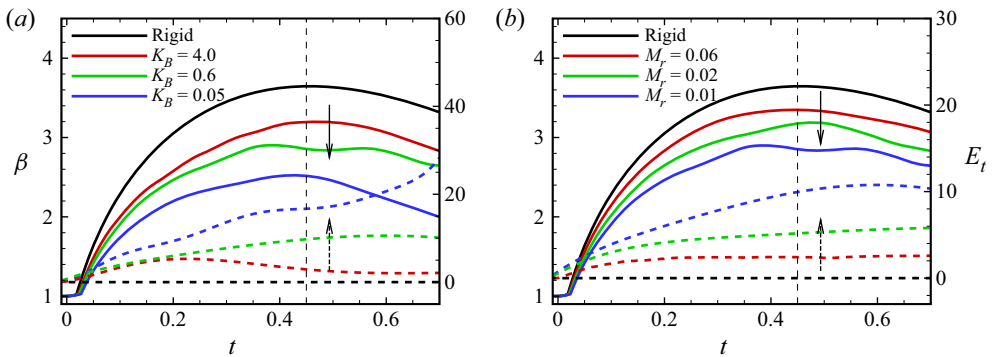 (a)
Rigid
K_B = 4.0
K_B = 0.6
K_B = 0.05
β
4
3
2
1
60
40
20
0
0
0.2
0.4
0.6
t
(b)
Rigid
M_r = 0.06
M_r = 0.02
M_r = 0.01
4
3
2
1
30
20
10
0
E_t
0
0.2
0.4
0.6
t